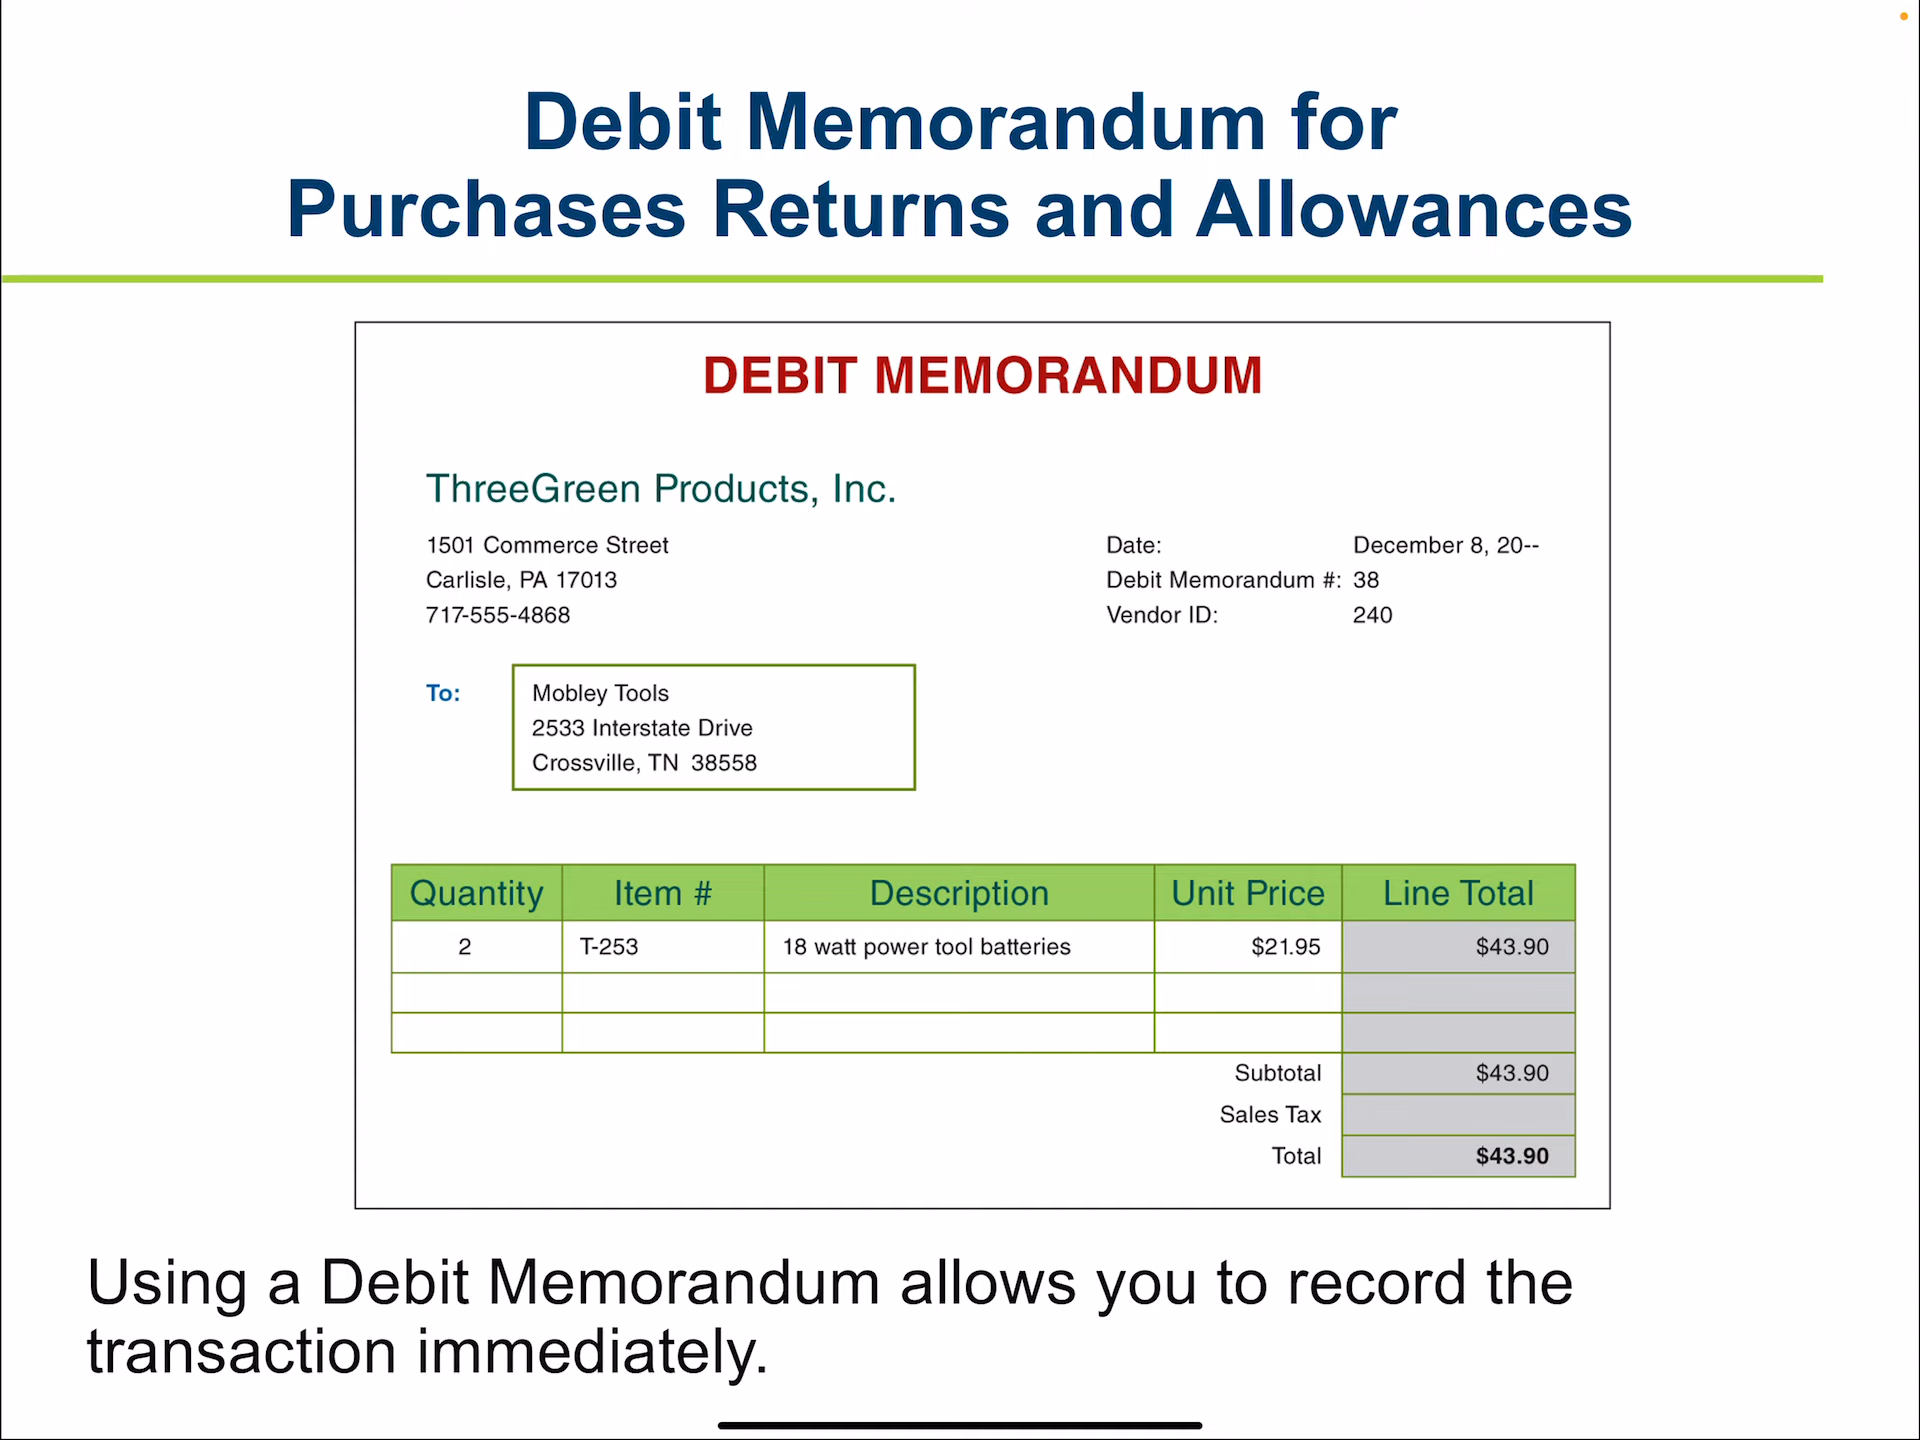 Debit Memorandum for
Purchases Returns and Allowances
DEBIT MEMORANDUM
ThreeGreen Products, Inc.
1501 Commerce Street
Carlisle, PA 17013
717-555-4868
Date: December 8, 20--
Debit Memorandum #: 38
Vendor ID: 240
To:
Mobley Tools
2533 Interstate Drive
Crossville, TN 38558
Quantity Item # Description Unit Price Line Total
2 T-253 18 watt power tool batteries $21.95 $43.90
Subtotal $43.90
Sales Tax
Total $43.90
Using a Debit Memorandum allows you to record the
transaction immediately.